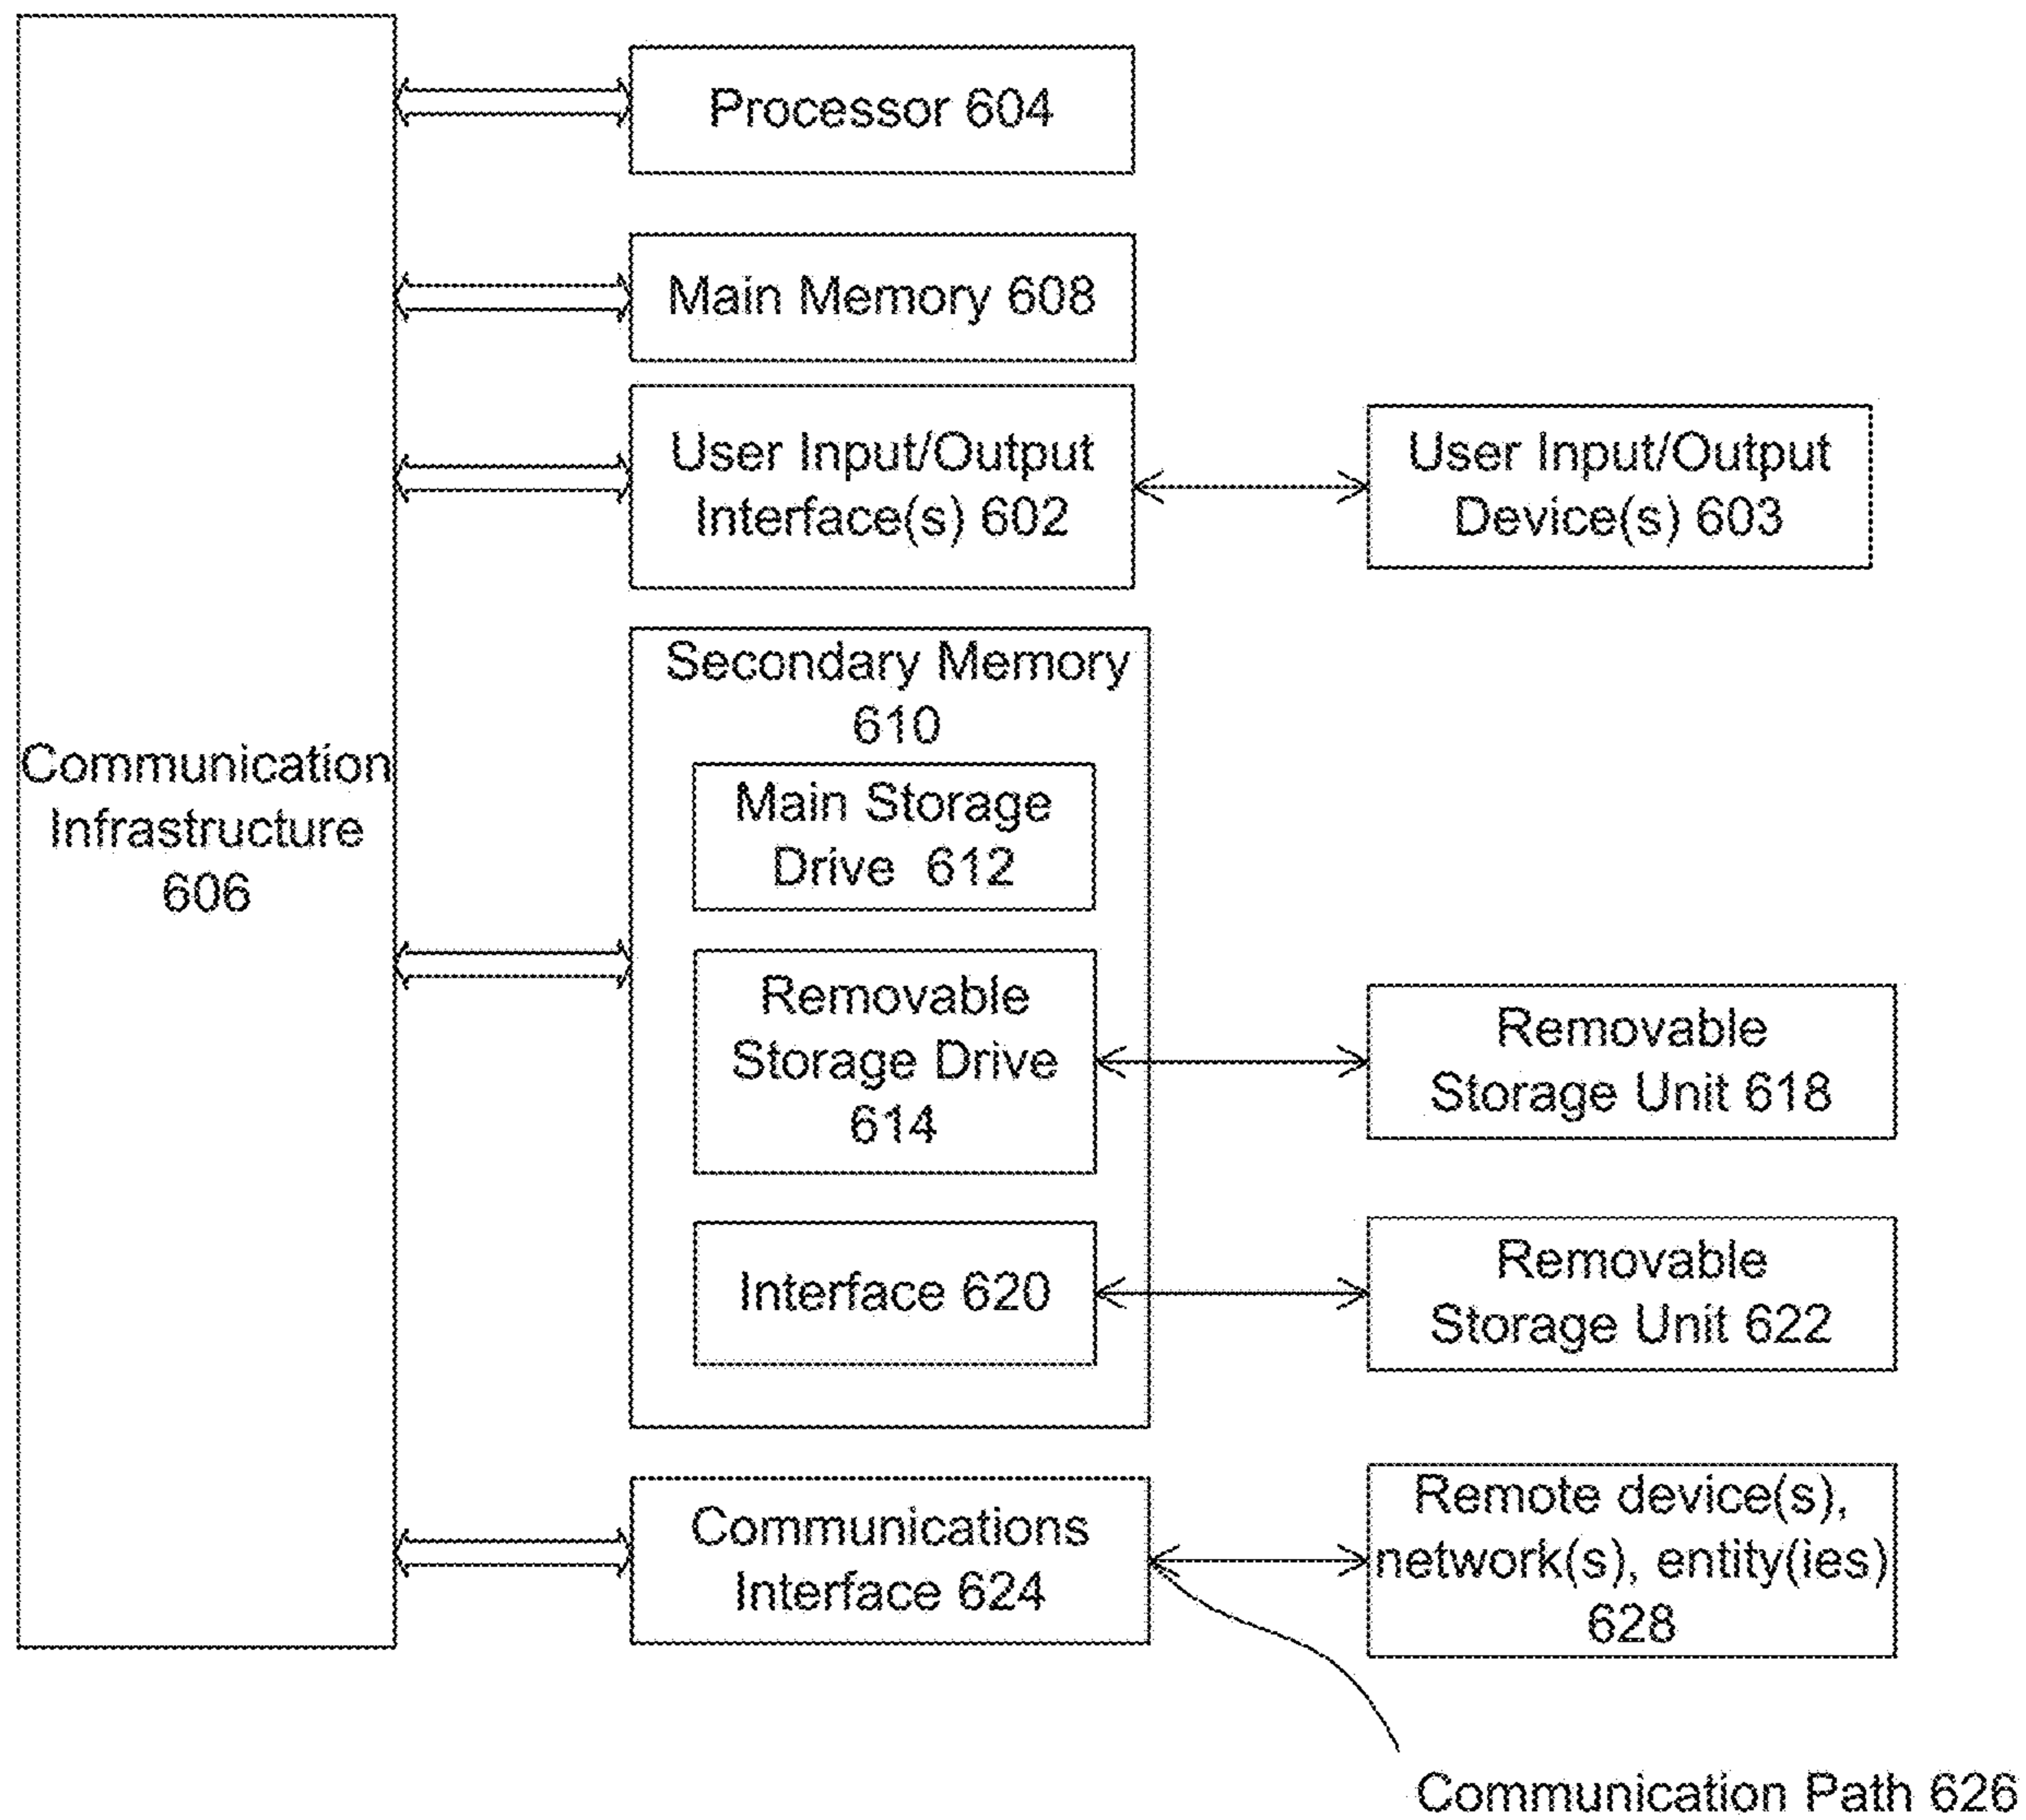 Processor 604
Main Memory 608
User Input/Output
Interface(s) 602
User Input/Output
Device(s) 603
Communication
Infrastructure
606
Secondary Memory
610
Main Storage
Drive 612
Removable
Storage Drive
614
Removable
Storage Unit 618
Interface 620
Removable
Storage Unit 622
Communications
Interface 624
Remote device(s),
network(s), entity(ies)
628
Communication Path 626